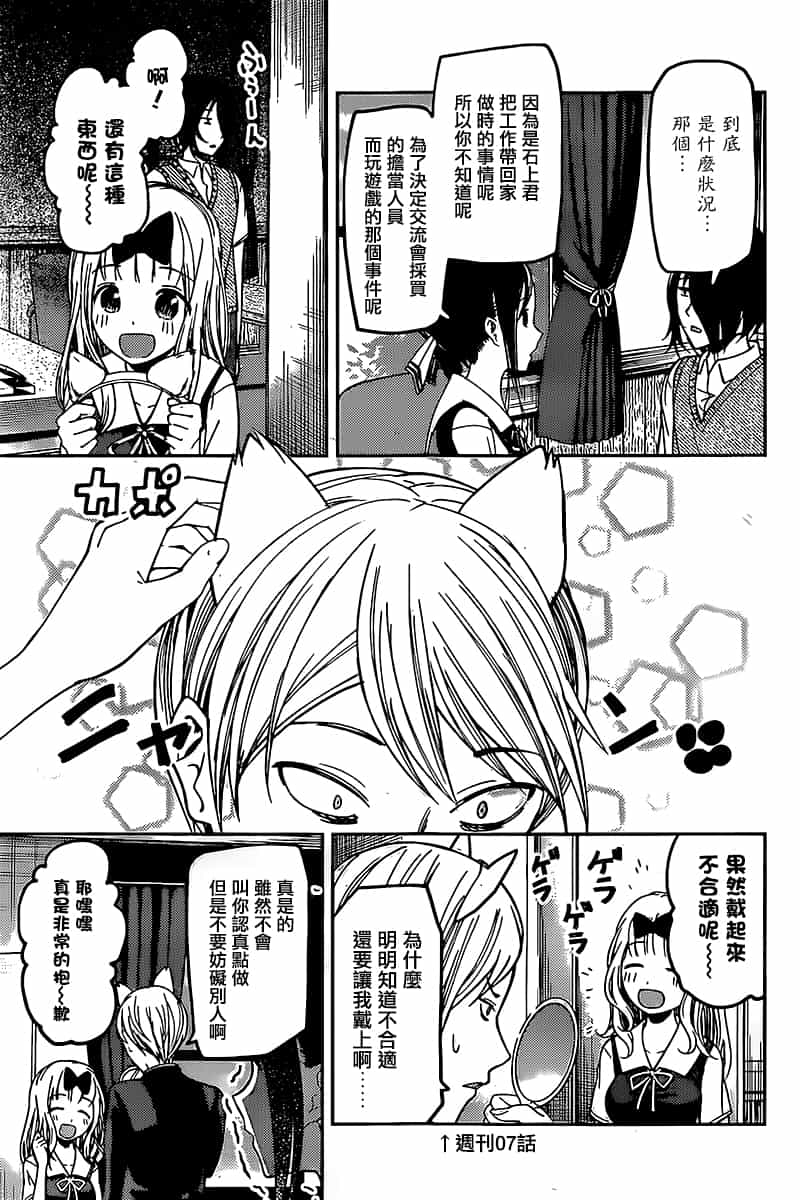 到底
是什麼狀況…
那個…
因為是石上君
把工作帶回家
做時的事情呢
所以你不知道呢
為了決定交流會採買
的擔當人員
而玩遊戲的那個事件呢
ふぅーん
啊！
還有這種
東西呢～
カポ
ニャン
果然戴起來
不合適呢～
ゲラ
ゲラ
為什麼
明明知道不合適
還要讓我戴上啊…
↑週刊07話
真是的
雖然不會
叫你認真點做
但是不要妨礙別人啊
耶嘿嘿
真是非常的抱～歉